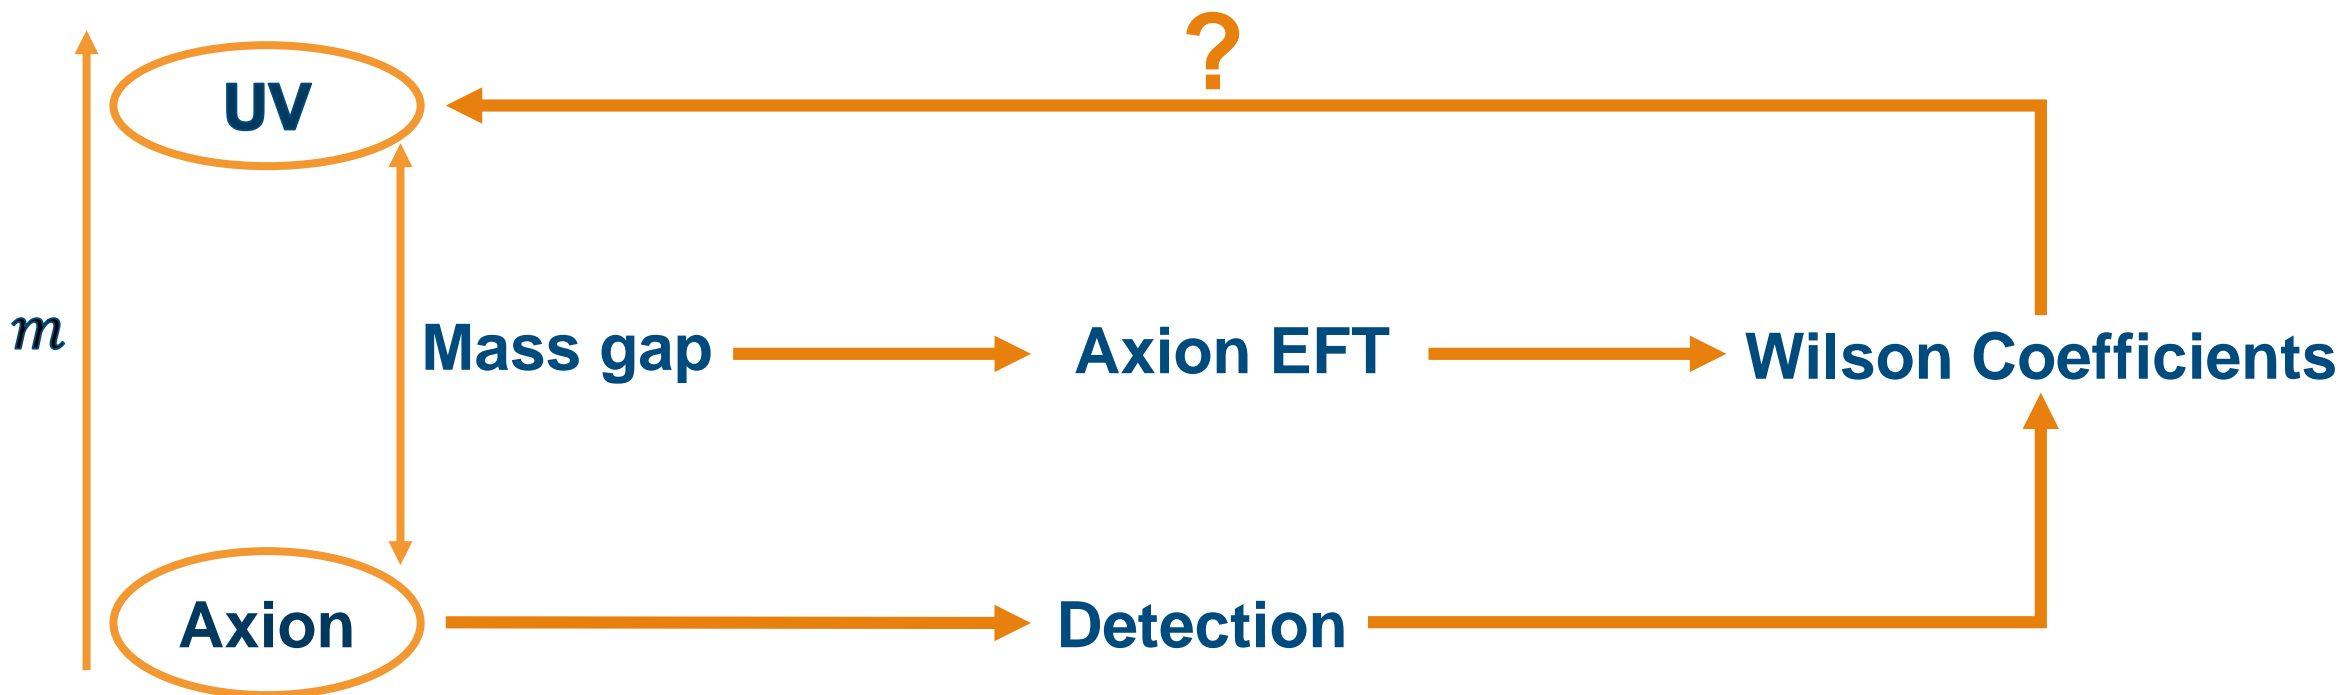 ?
UV
m
Mass gap
Axion EFT
Wilson Coefficients
Axion
Detection